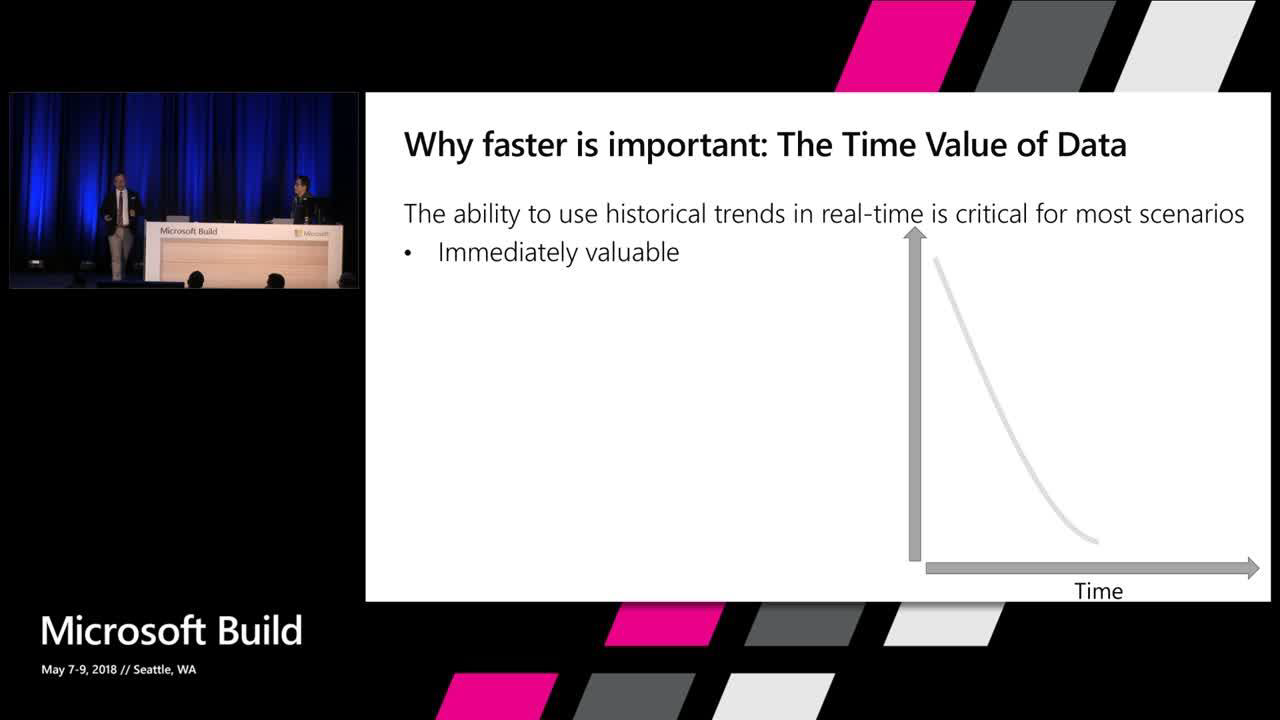 Why faster is important: The Time Value of Data
The ability to use historical trends in real-time is critical for most scenarios
• Immediately valuable
Time
Microsoft Build
Microsoft
Microsoft Build
May 7-9, 2018 // Seattle, WA